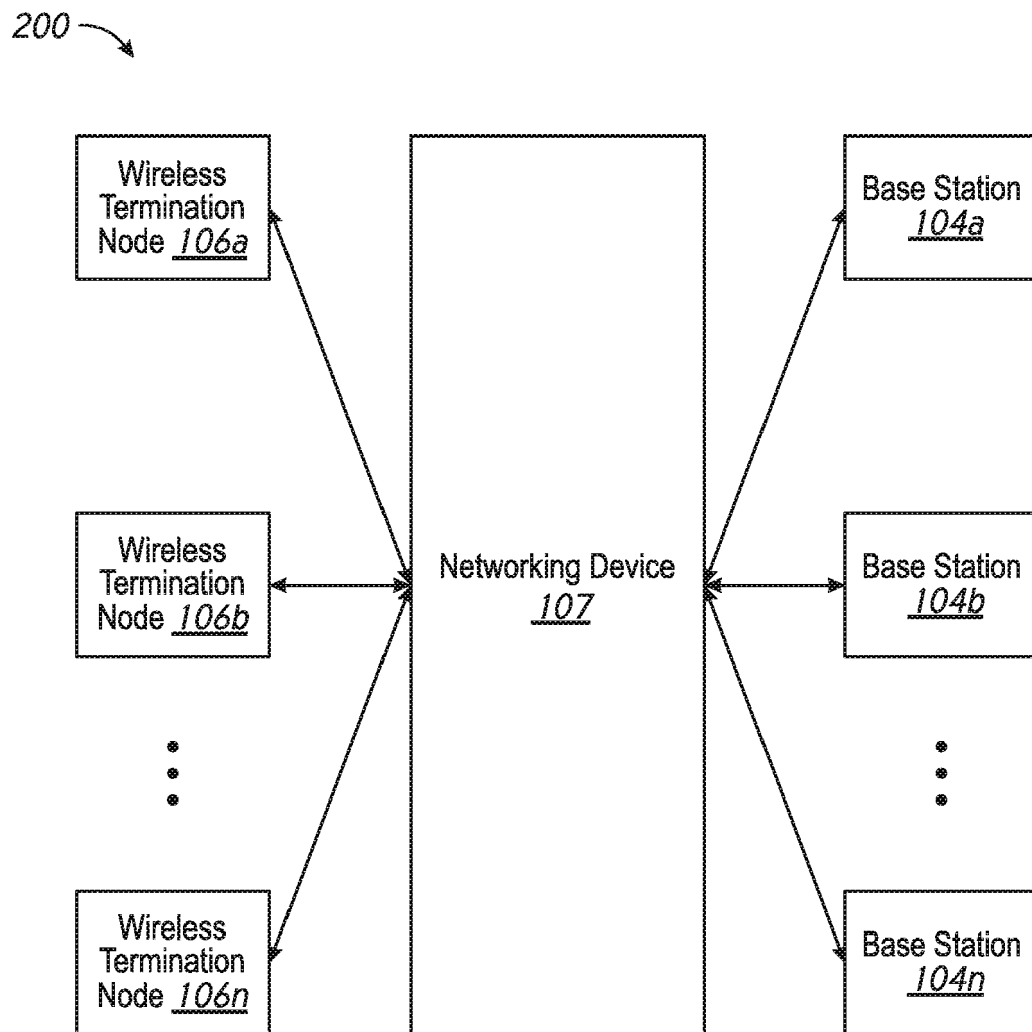 200
Wireless
Termination
Node 106a
Base Station
104a
Wireless
Termination
Node 106b
Networking Device
107
Base Station
104b
Wireless
Termination
Node 106n
Base Station
104n